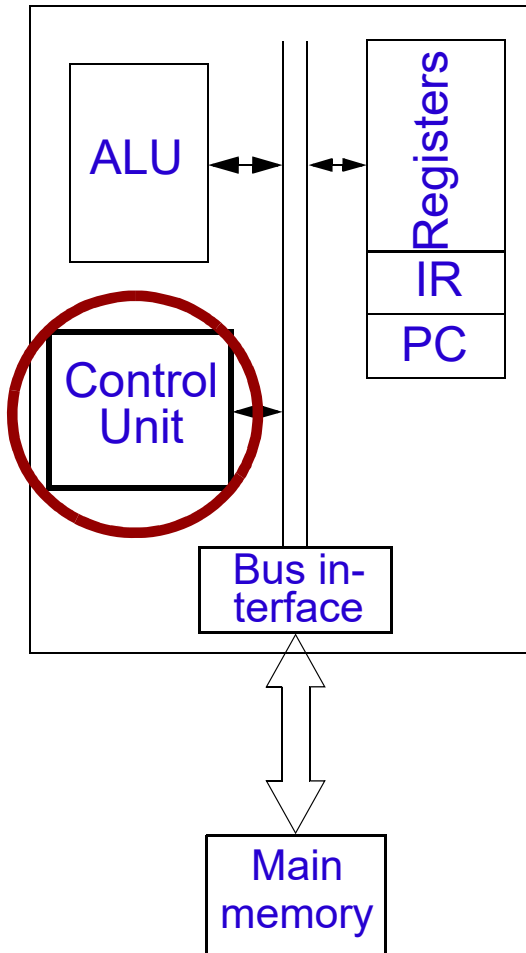 ALU
Registers
IR
PC
Control
Unit
Bus in-
terface
Main
memory